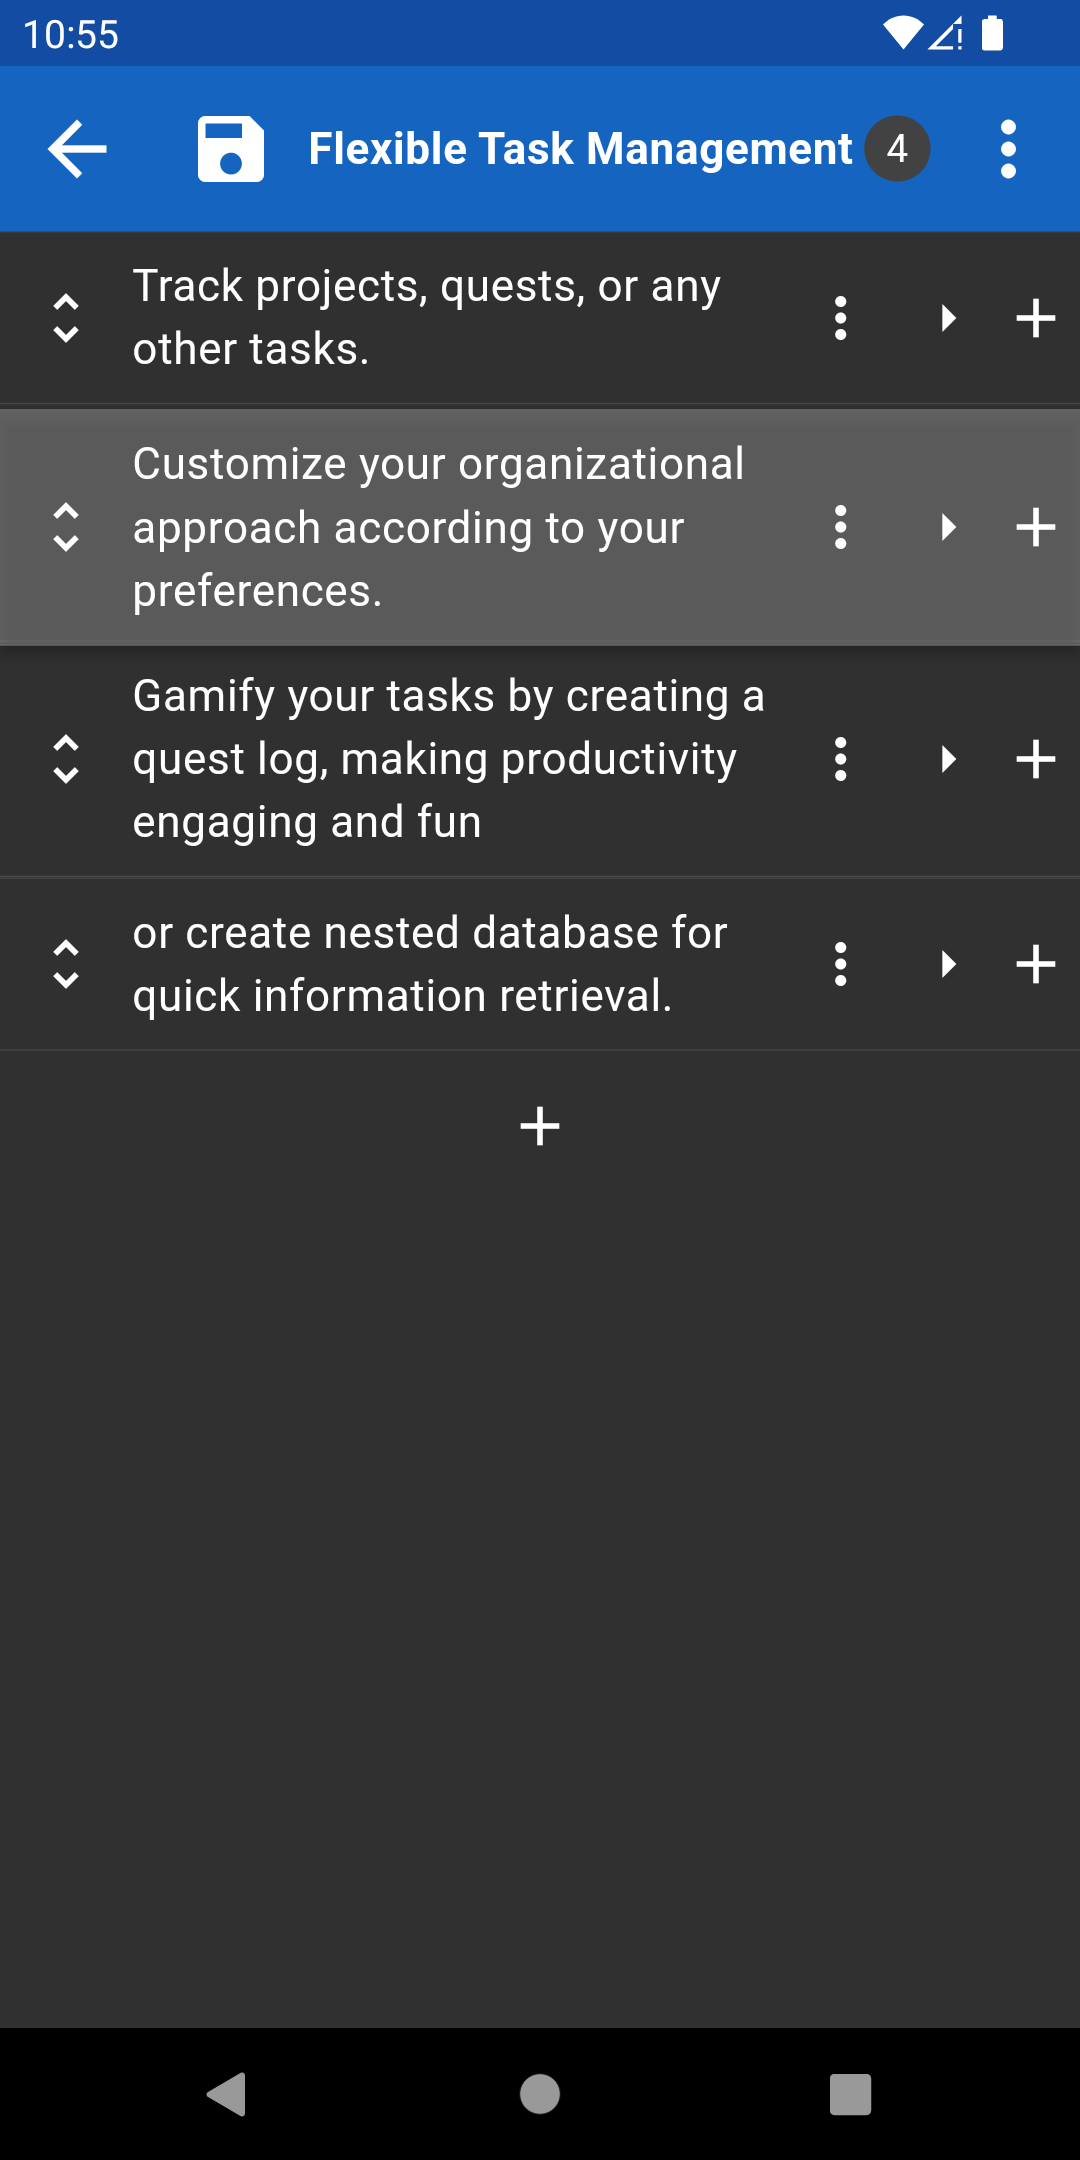 10:55
Flexible Task Management 4
Track projects, quests, or any
other tasks.
Customize your organizational
approach according to your
preferences.
Gamify your tasks by creating a
quest log, making productivity
engaging and fun
or create nested database for
quick information retrieval.